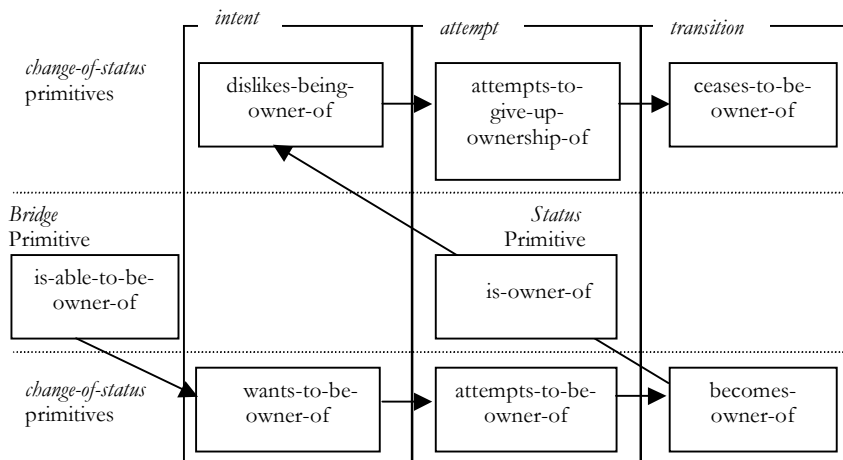 intent
attempt
transition
change-of-status
primitives
dislikes-being-
owner-of
attempts-to-
give-up-
ownership-of
ceases-to-be-
owner-of
Bridge
Primitive
Status
Primitive
is-able-to-be-
owner-of
is-owner-of
change-of-status
primitives
wants-to-be-
owner-of
attempts-to-be-
owner-of
becomes-
owner-of